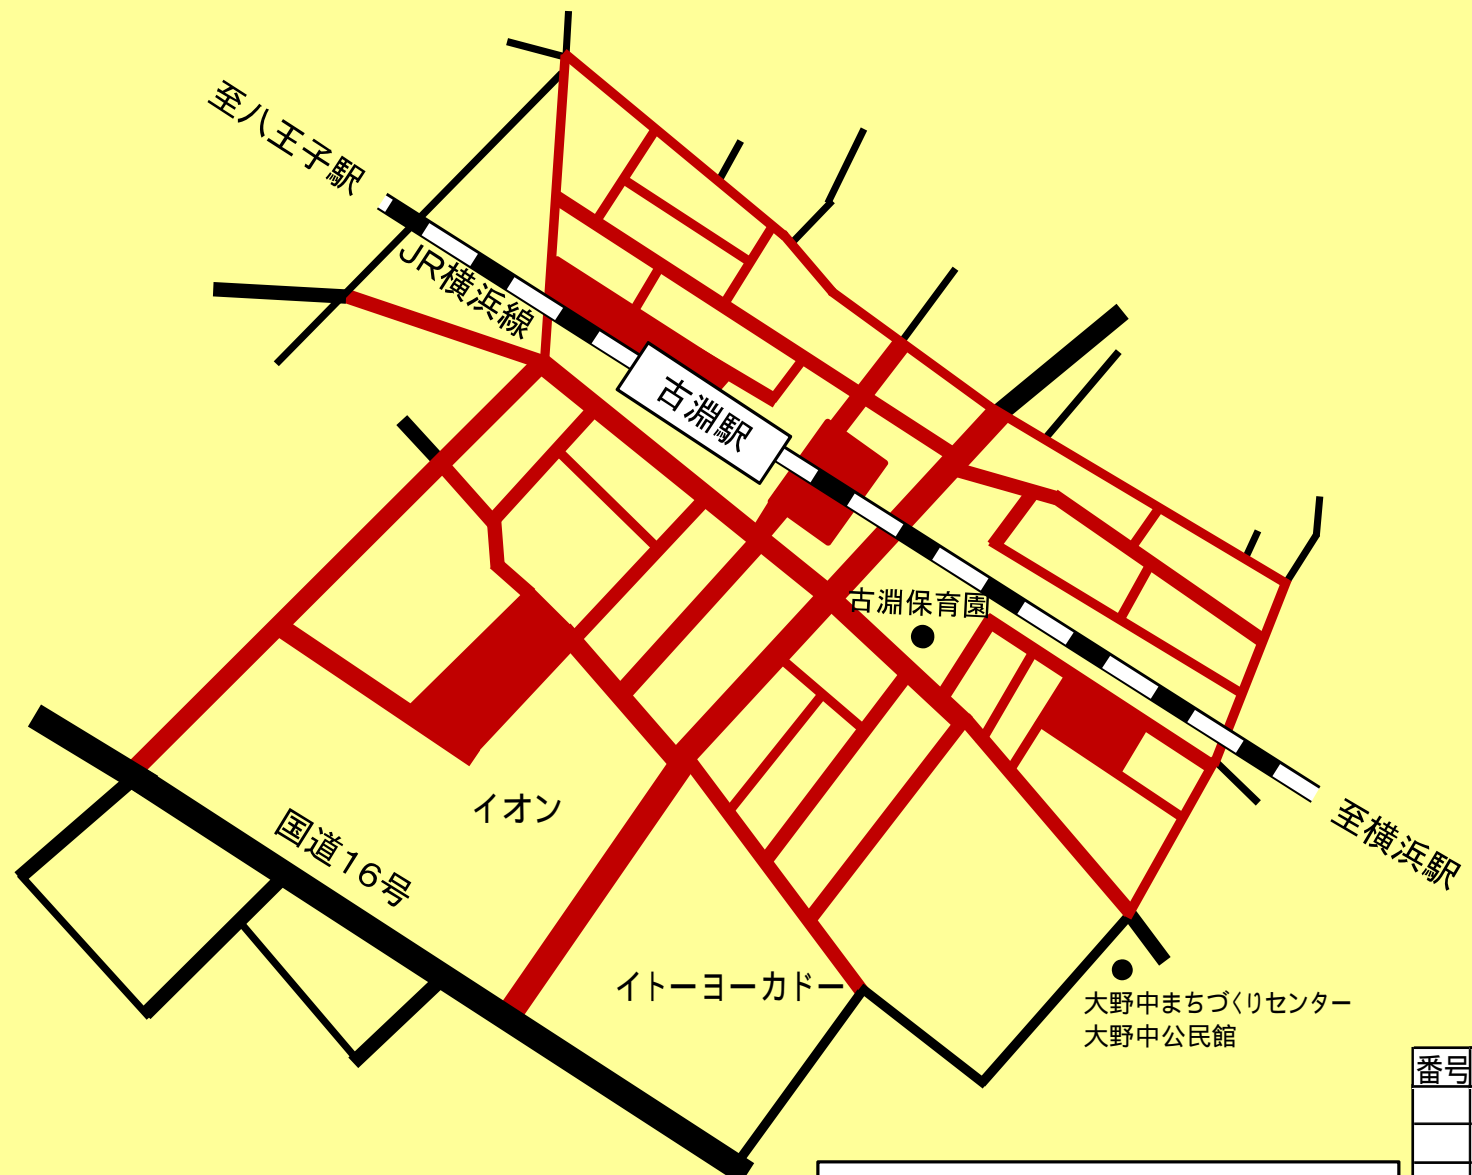 至八王子駅
JR横浜線
古淵駅
古淵保育園
イオン
国道16号
至横浜駅
イトーヨーカドー
大野中まちづくりセンター
大野中公民館
番号